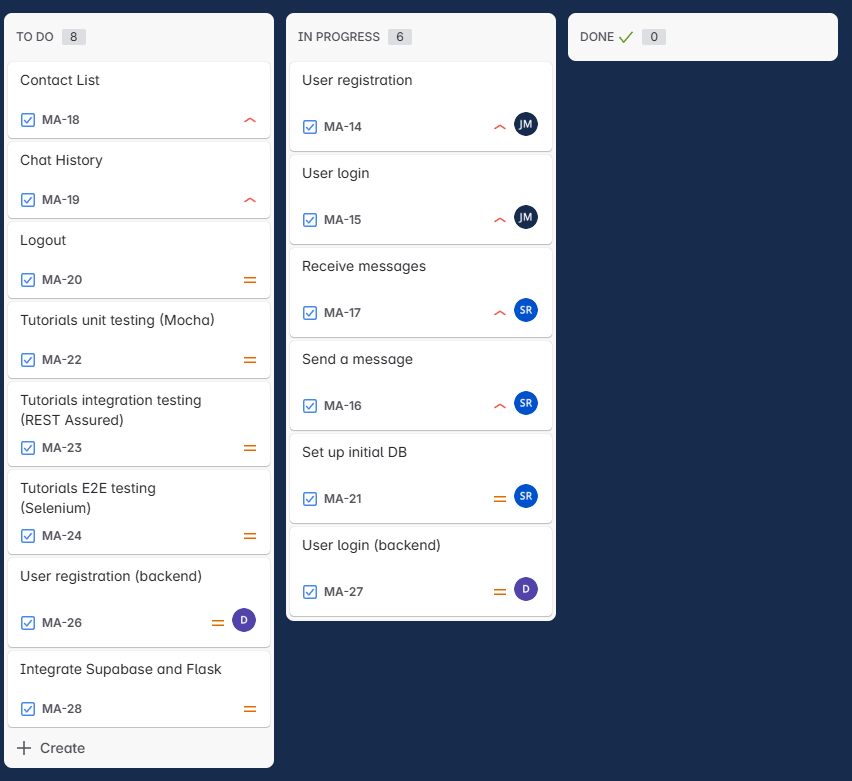 TO DO 8
Contact List
MA-18
Chat History
MA-19
Logout
MA-20
Tutorials unit testing (Mocha)
MA-22
Tutorials integration testing
(REST Assured)
MA-23
Tutorials E2E testing
(Selenium)
MA-24
User registration (backend)
MA-26 D
Integrate Supabase and Flask
MA-28
Create
IN PROGRESS 6
User registration
MA-14 JM
User login
MA-15 JM
Receive messages
MA-17 SR
Send a message
MA-16 SR
Set up initial DB
MA-21 SR
User login (backend)
MA-27 D
DONE 0